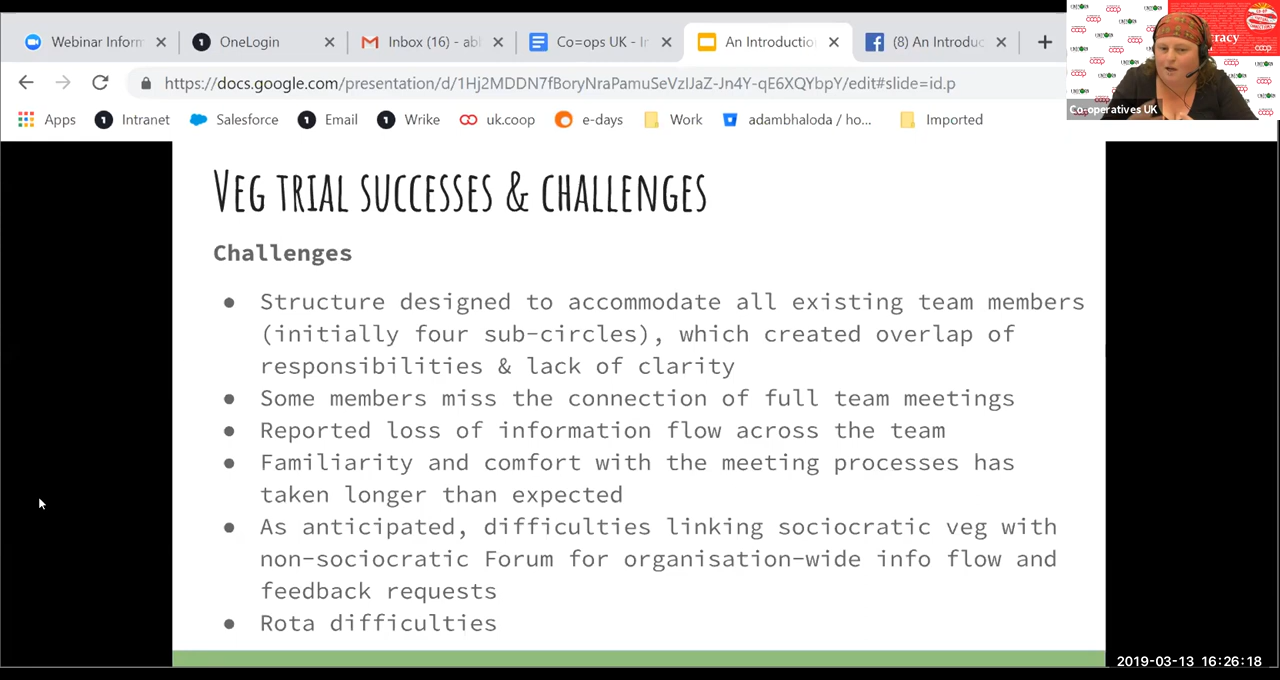 Webinar Inform
OneLogin
Inbox (16) - abl
Co=ops UK - In
An Introductio
(8) An Introduc
https://docs.google.com/presentation/d/1Hj2MDDN7fBoryNraPamuSeVzlJaZ-Jn4Y-qE6XQYbpY/edit#slide=id.p
Apps
Intranet
Salesforce
Email
Wrike
uk.coop
e-days
Work
adambhaloda / ho...
Imported
Co-operatives UK
Veg trial successes & challenges
Challenges
● Structure designed to accommodate all existing team members
(initially four sub-circles), which created overlap of
responsibilities & lack of clarity
● Some members miss the connection of full team meetings
● Reported loss of information flow across the team
● Familiarity and comfort with the meeting processes has
taken longer than expected
● As anticipated, difficulties linking sociocratic veg with
non-sociocratic Forum for organisation-wide info flow and
feedback requests
● Rota difficulties
2019-03-13 16:26:18